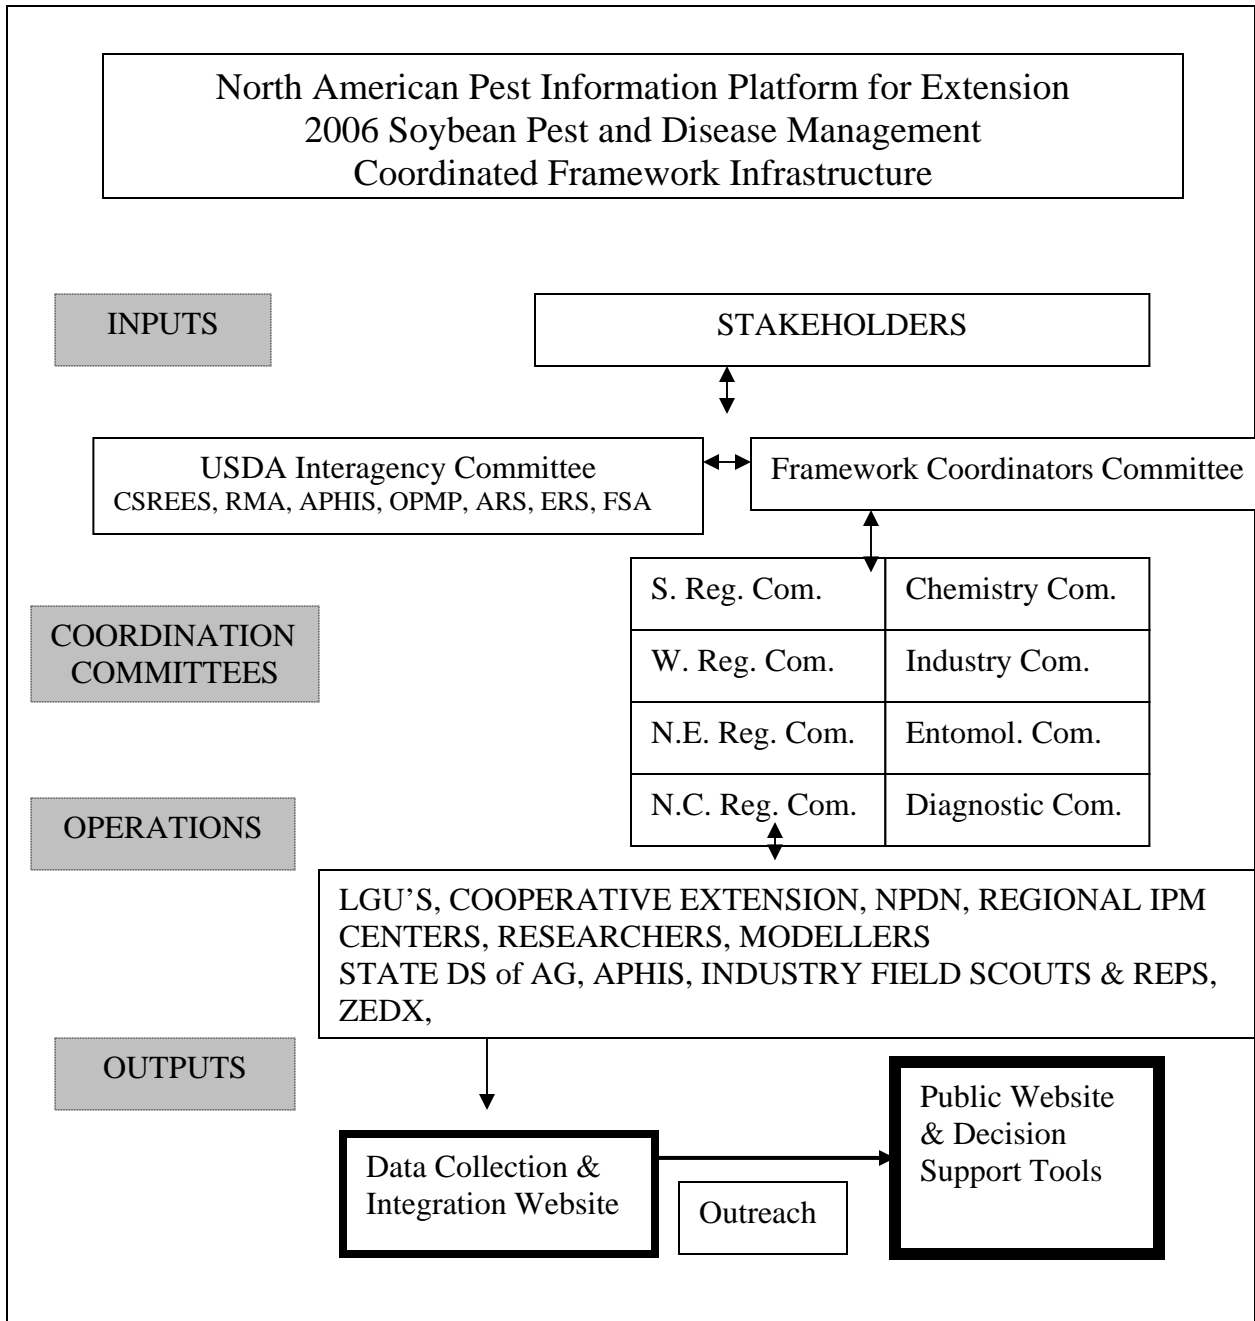 North American Pest Information Platform for Extension
2006 Soybean Pest and Disease Management
Coordinated Framework Infrastructure
INPUTS
STAKEHOLDERS
USDA Interagency Committee
CSREES, RMA, APHIS, OPMP, ARS, ERS, FSA
Framework Coordinators Committee
COORDINATION
COMMITTEES
S. Reg. Com.
Chemistry Com.
W. Reg. Com.
Industry Com.
N.E. Reg. Com.
Entomol. Com.
N.C. Reg. Com.
Diagnostic Com.
OPERATIONS
LGU'S, COOPERATIVE EXTENSION, NPDN, REGIONAL IPM
CENTERS, RESEARCHERS, MODELLERS
STATE DS of AG, APHIS, INDUSTRY FIELD SCOUTS & REPS,
ZEDX,
OUTPUTS
Data Collection &
Integration Website
Outreach
Public Website
& Decision
Support Tools